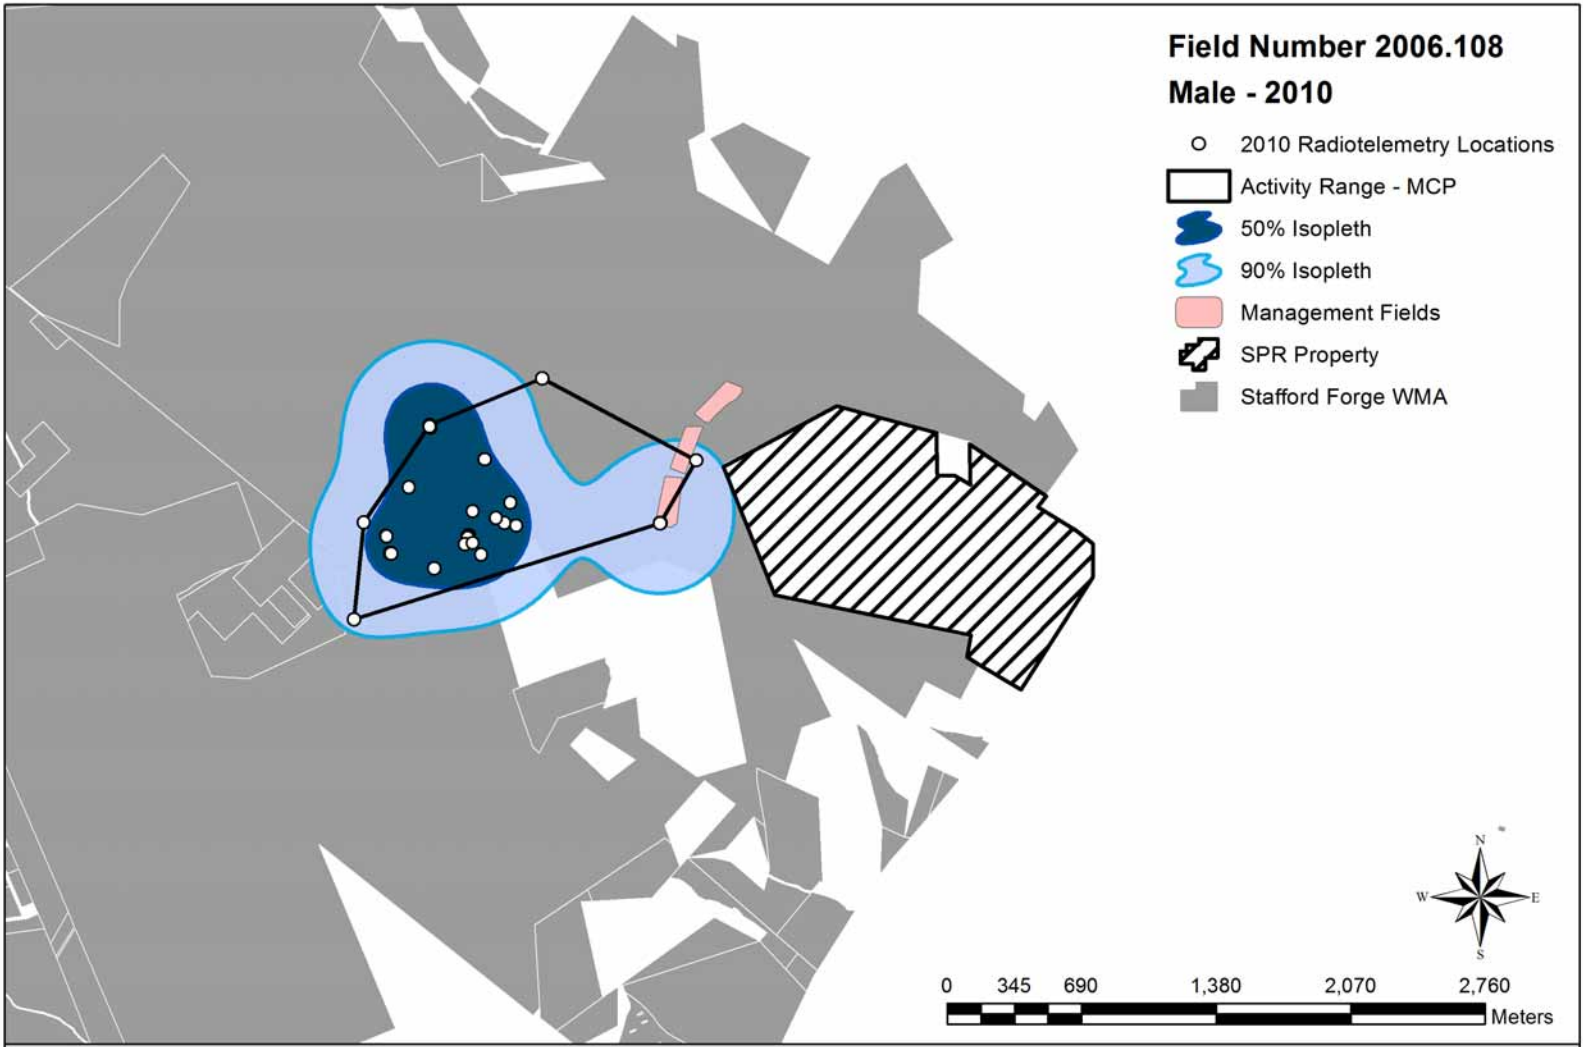 Field Number 2006.108
Male - 2010
2010 Radiotelemetry Locations
Activity Range - MCP
50% Isopleth
90% Isopleth
Management Fields
SPR Property
Stafford Forge WMA
N
W E
S
0 345 690 1,380 2,070 2,760
Meters